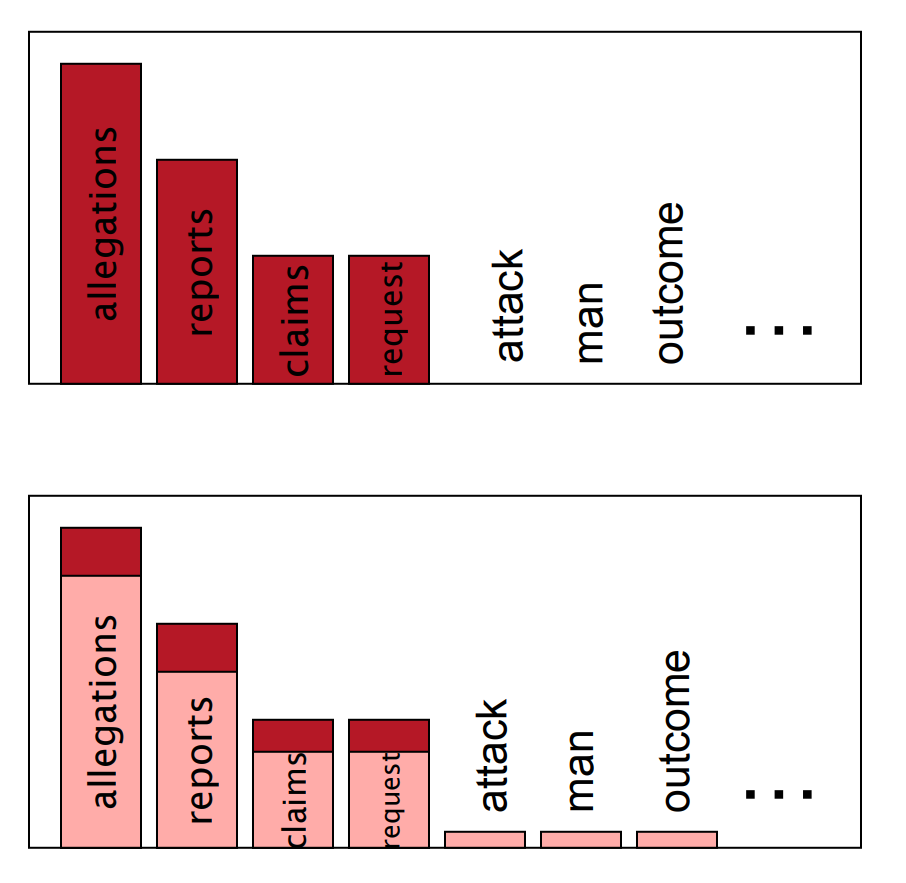 allegations
reports
claims
request
attack
man
outcome
...
allegations
reports
claims
request
attack
man
outcome
...